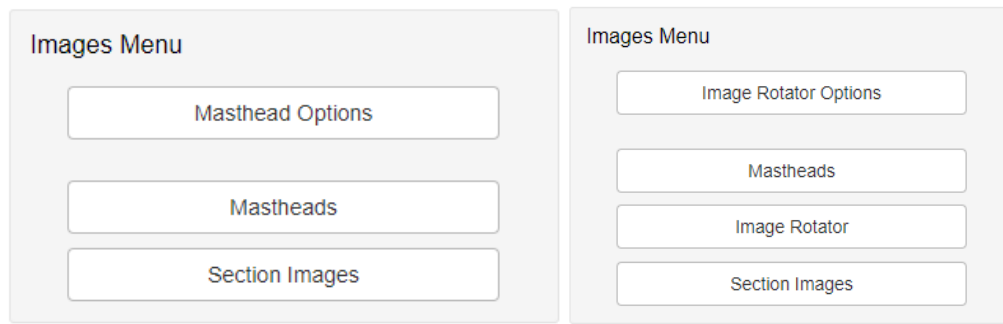 Images Menu
Masthead Options
Mastheads
Section Images
Images Menu
Image Rotator Options
Mastheads
Image Rotator
Section Images